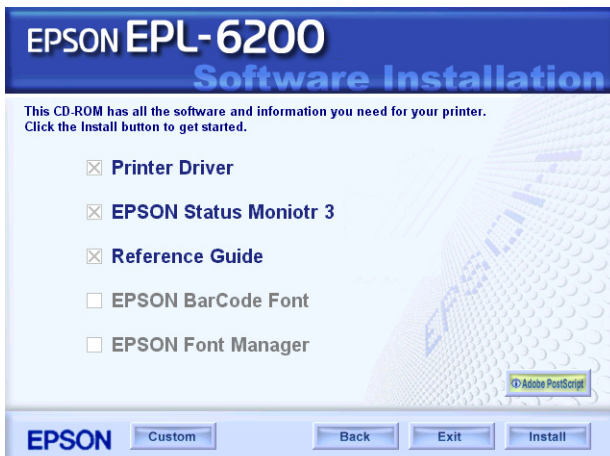 EPSON EPL-6200
Software Installation
This CD-ROM has all the software and information you need for your printer.
Click the Install button to get started.
Printer Driver
EPSON Status Moniotr 3
Reference Guide
EPSON BarCode Font
EPSON Font Manager
EPSON
Adobe PostScript
EPSON
Custom
Back
Exit
Install